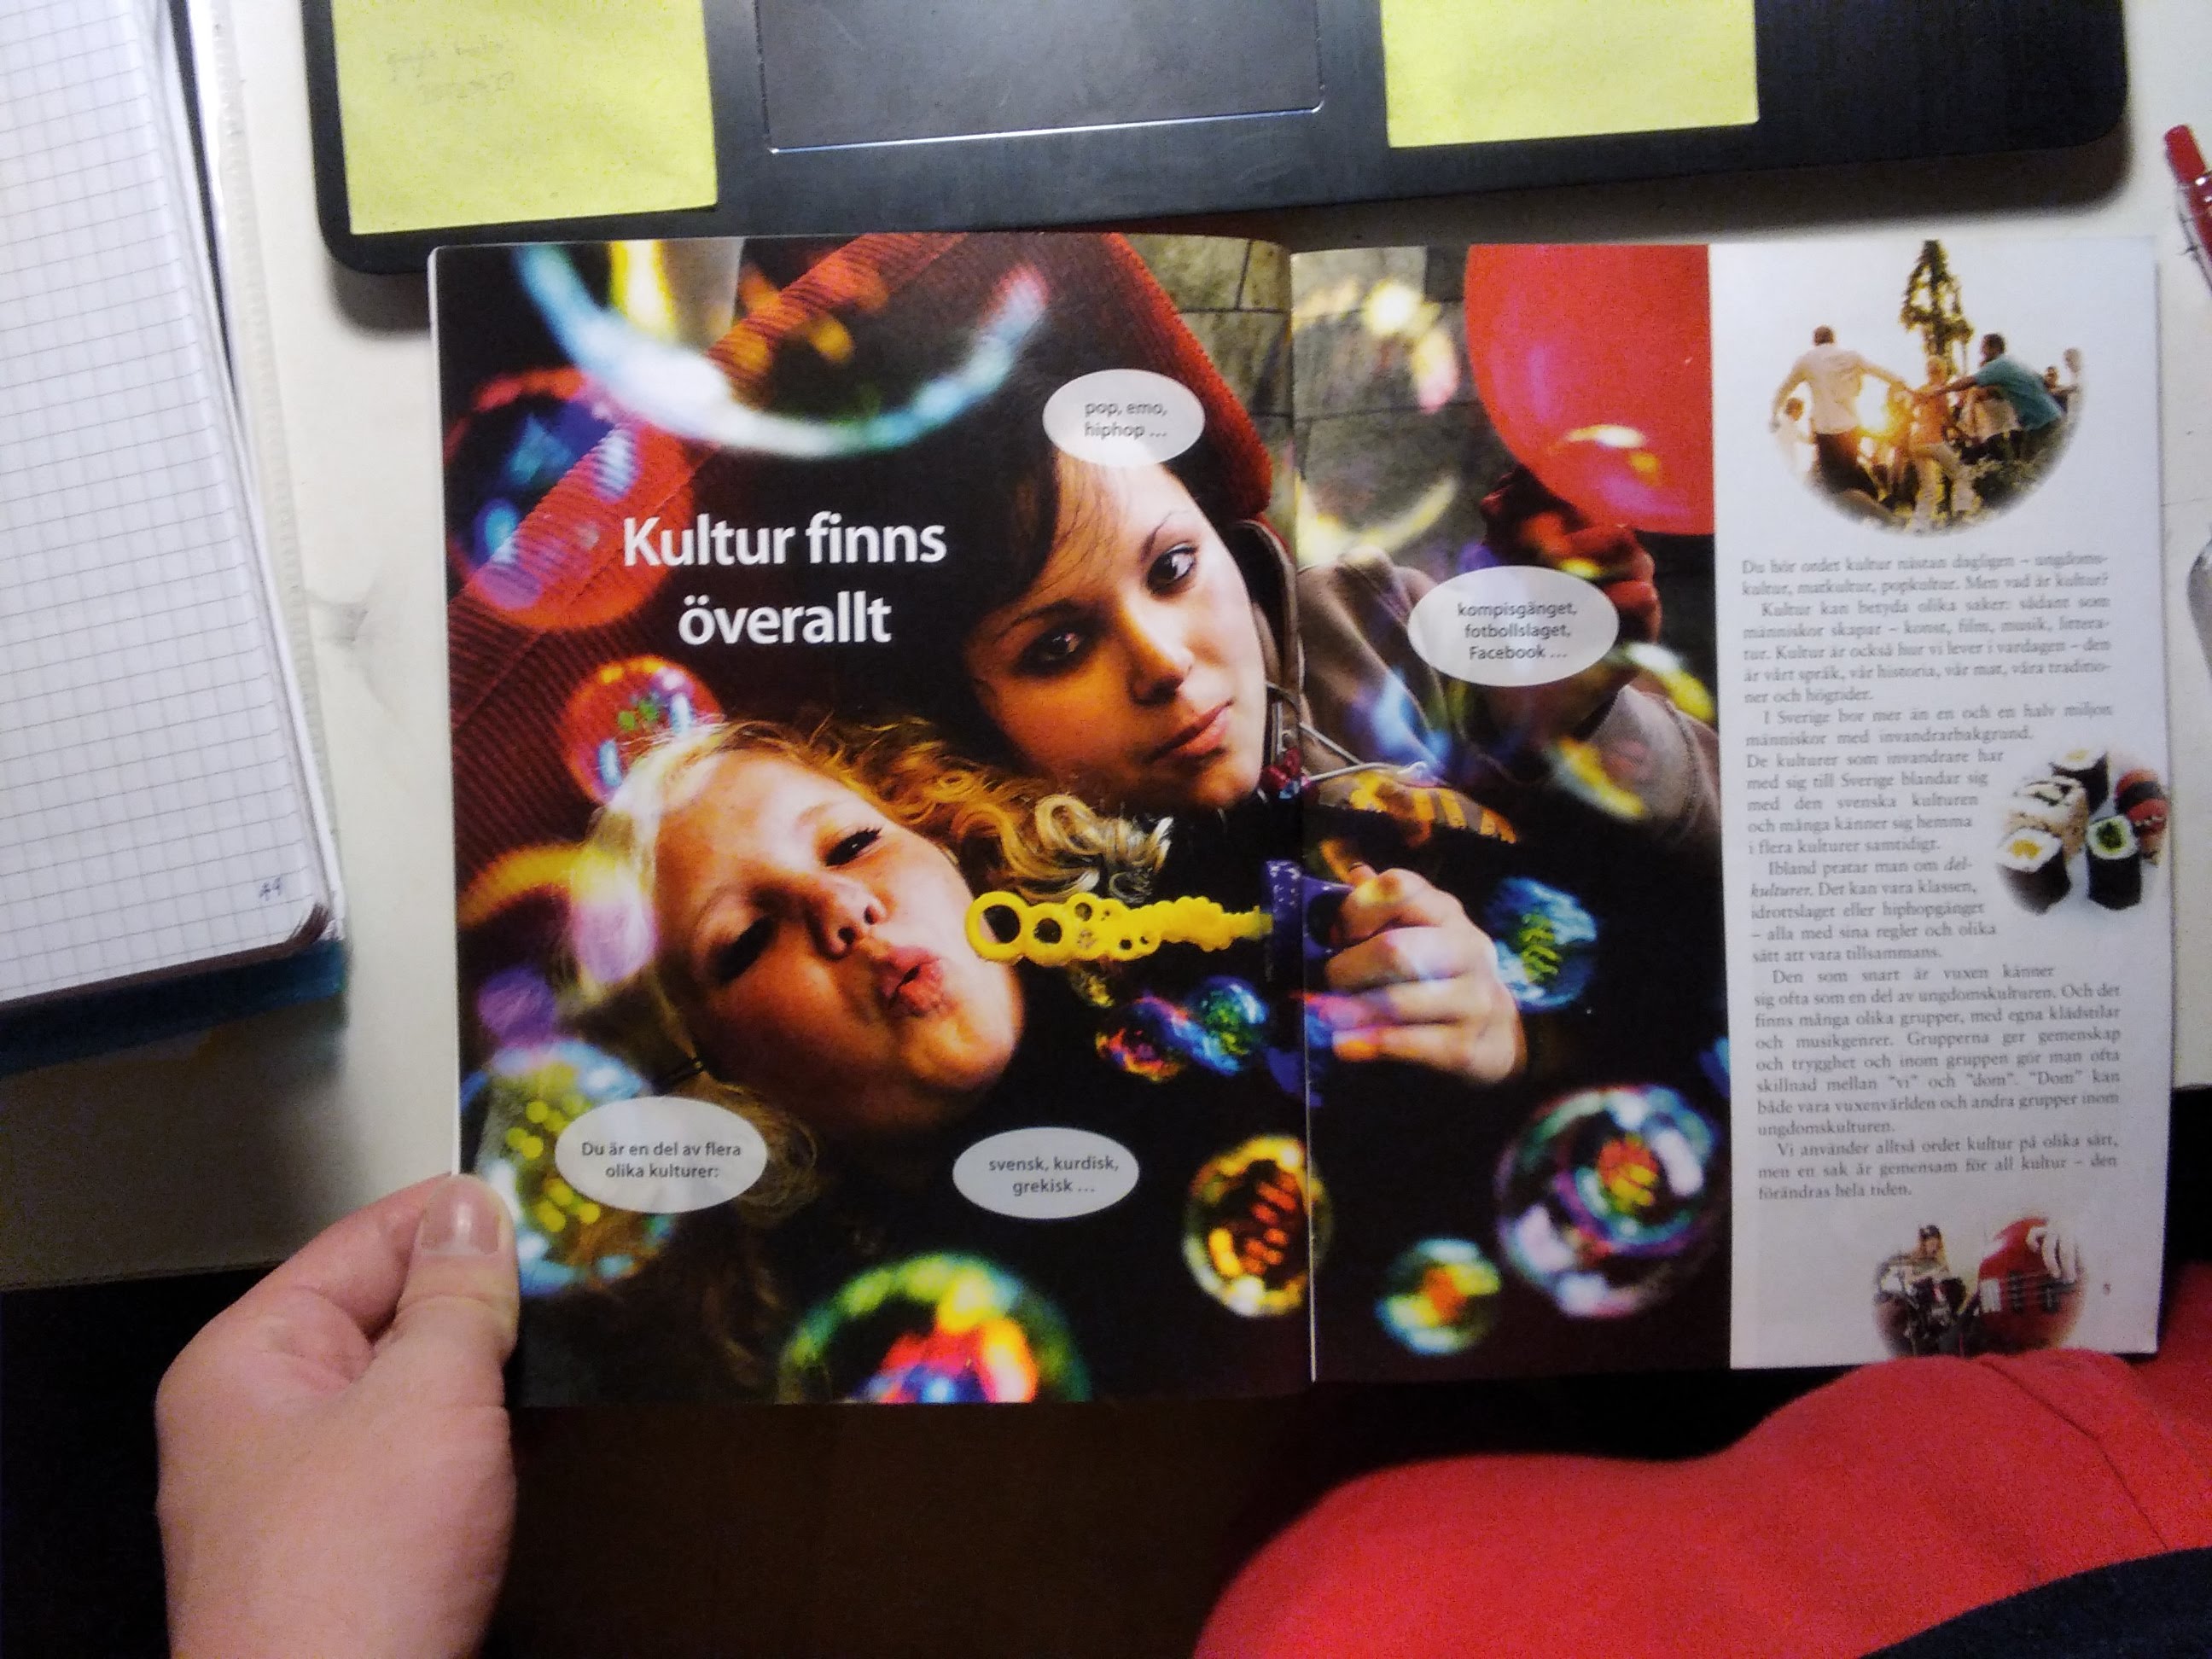 Kultur finns
överallt
pop, emo,
hiphop ...
kompisgänget,
fotbollslaget,
Facebook ...
Du är en del av flera
olika kulturer:
svensk, kurdisk,
grekisk ...
Du hör ordet kultur nästan dagligen – ungdoms-
kultur, matkultur, popkultur. Men vad är kultur?
Kultur kan betyda olika saker: sådant som
människor skapar – konst, film, musik, littera-
tur. Kultur är också hur vi lever i vardagen – den
är vårt språk, vår historia, vår mat, våra traditio-
ner och högtider.
I Sverige bor mer än en och en halv miljon
människor med invandrarbakgrund.
De kulturer som invandrare har
med sig till Sverige blandar sig
med den svenska kulturen
och många känner sig hemma
i flera kulturer samtidigt.
Ibland pratar man om del-
kulturer. Det kan vara klassen,
idrottslaget eller hiphopgänget
– alla med sina regler och olika
sätt att vara tillsammans.
Den som snart är vuxen känner
sig ofta som en del av ungdomskulturen. Och det
finns många olika grupper, med egna klädstilar
och musikgenrer. Grupperna ger gemenskap
och trygghet och inom gruppen gör man ofta
skillnad mellan "vi" och "dom". "Dom" kan
både vara vuxenvärlden och andra grupper inom
ungdomskulturen.
Vi använder alltså ordet kultur på olika sätt,
men en sak är gemensam för all kultur – den
förändras hela tiden.
5